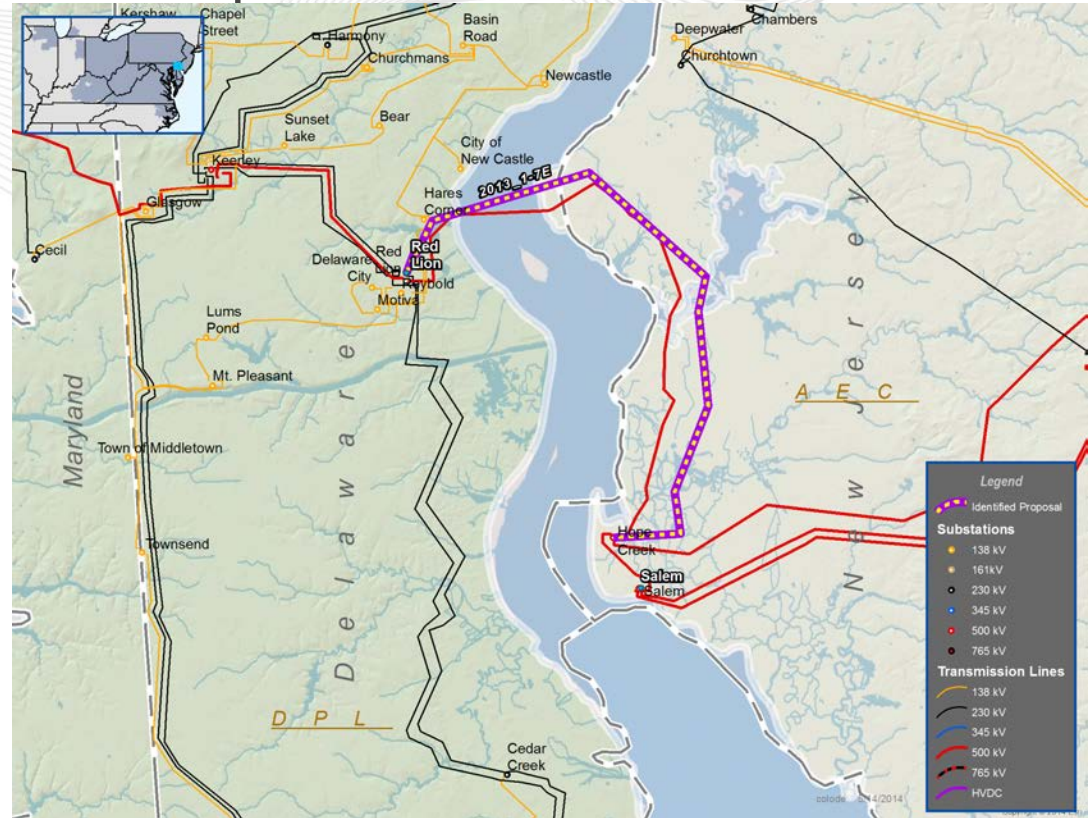 Kershaw
Chapel
Street
Harmony
Basin
Road
Churchmans
Newcastle
Deepwater
Chambers
Churchtown
Sunset
Lake
Bear
City of
New Castle
Keeney
Glasgow
Cecil
Hares
Corner
2013_1-7E
Red
Lion
Red
Lion
Delaware
City
Reybold
Motiva
Lums
Pond
Mt. Pleasant
Town of Middletown
Townsend
Maryland
Delaware
New Jersey
A E C
D P L
Hope
Creek
Salem
Salem
Cedar
Creek
Legend
Identified Proposal
Substations
138 kV
161kV
230 kV
345 kV
500 kV
765 kV
Transmission Lines
138 kV
230 kV
345 kV
500 kV
765 kV
HVDC